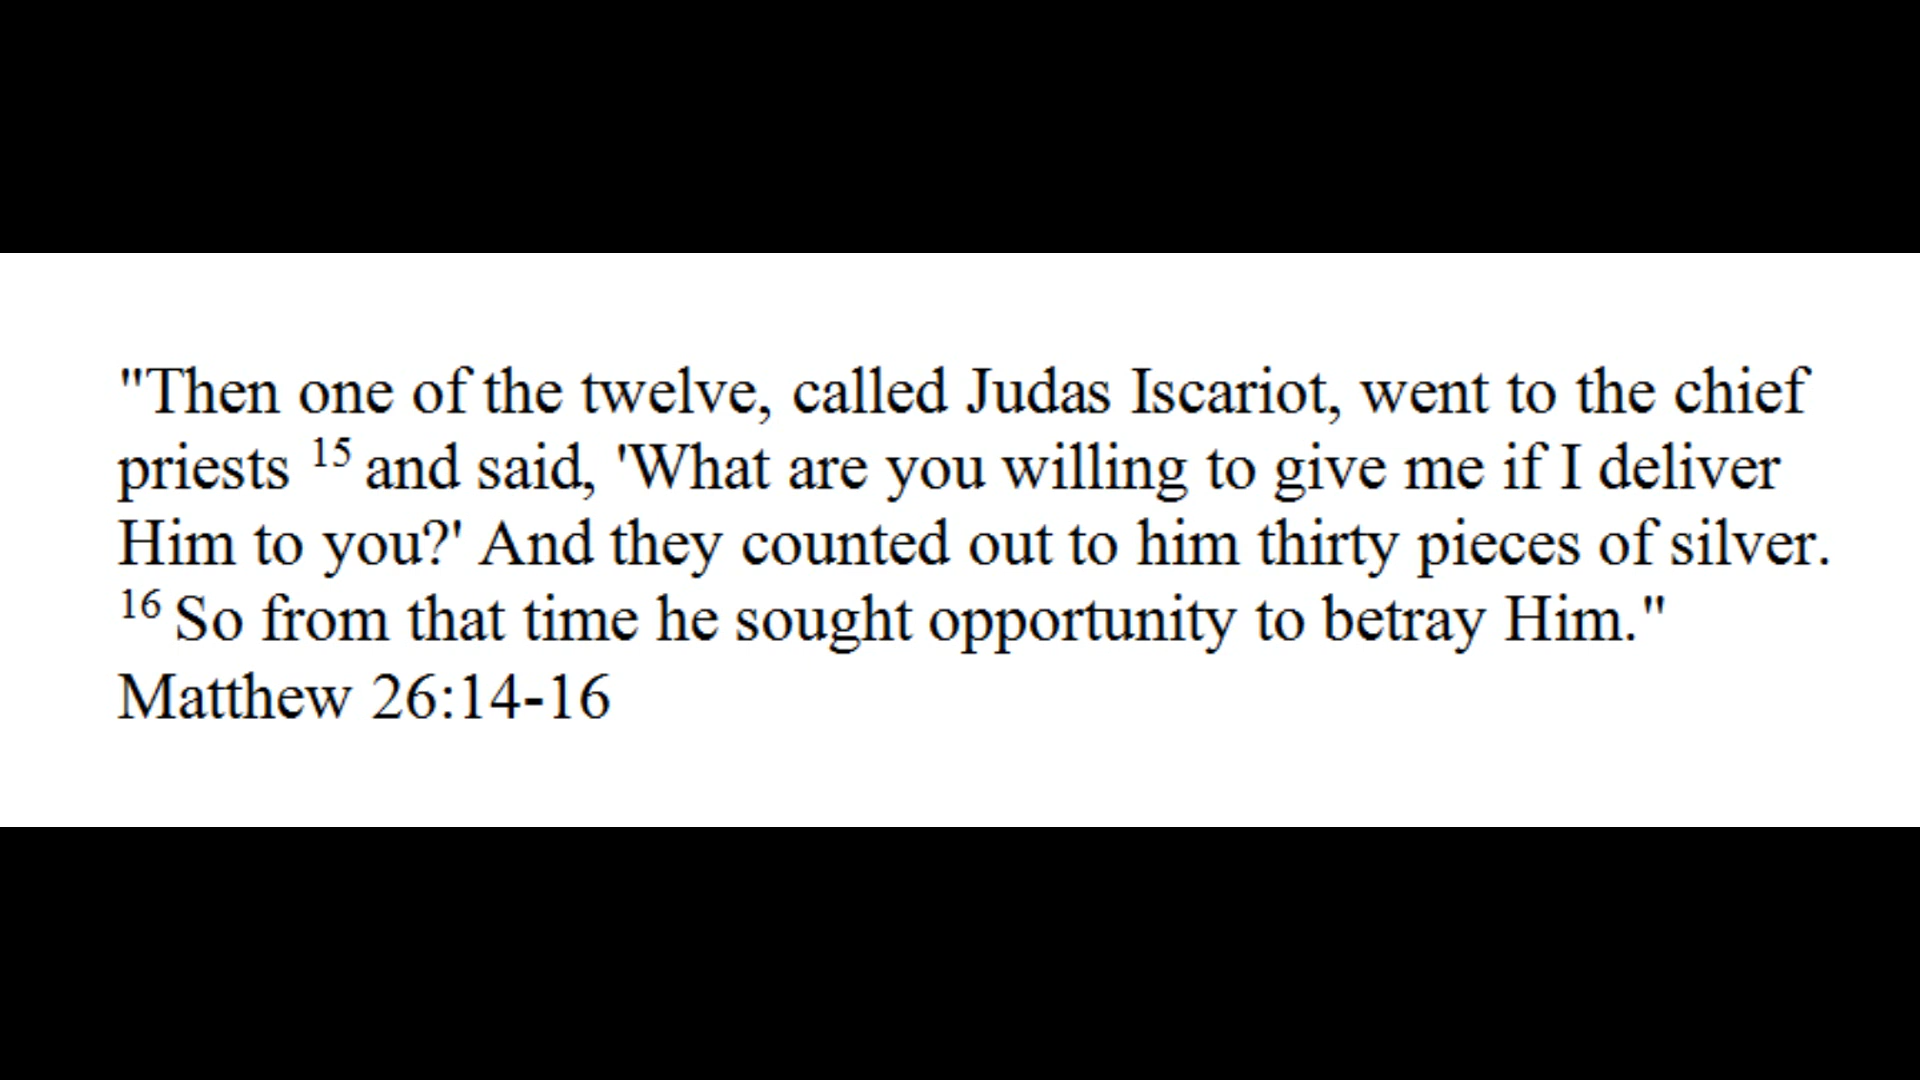 "Then one of the twelve, called Judas Iscariot, went to the chief
priests 15 and said, 'What are you willing to give me if I deliver
Him to you?' And they counted out to him thirty pieces of silver.
16 So from that time he sought opportunity to betray Him."
Matthew 26:14-16